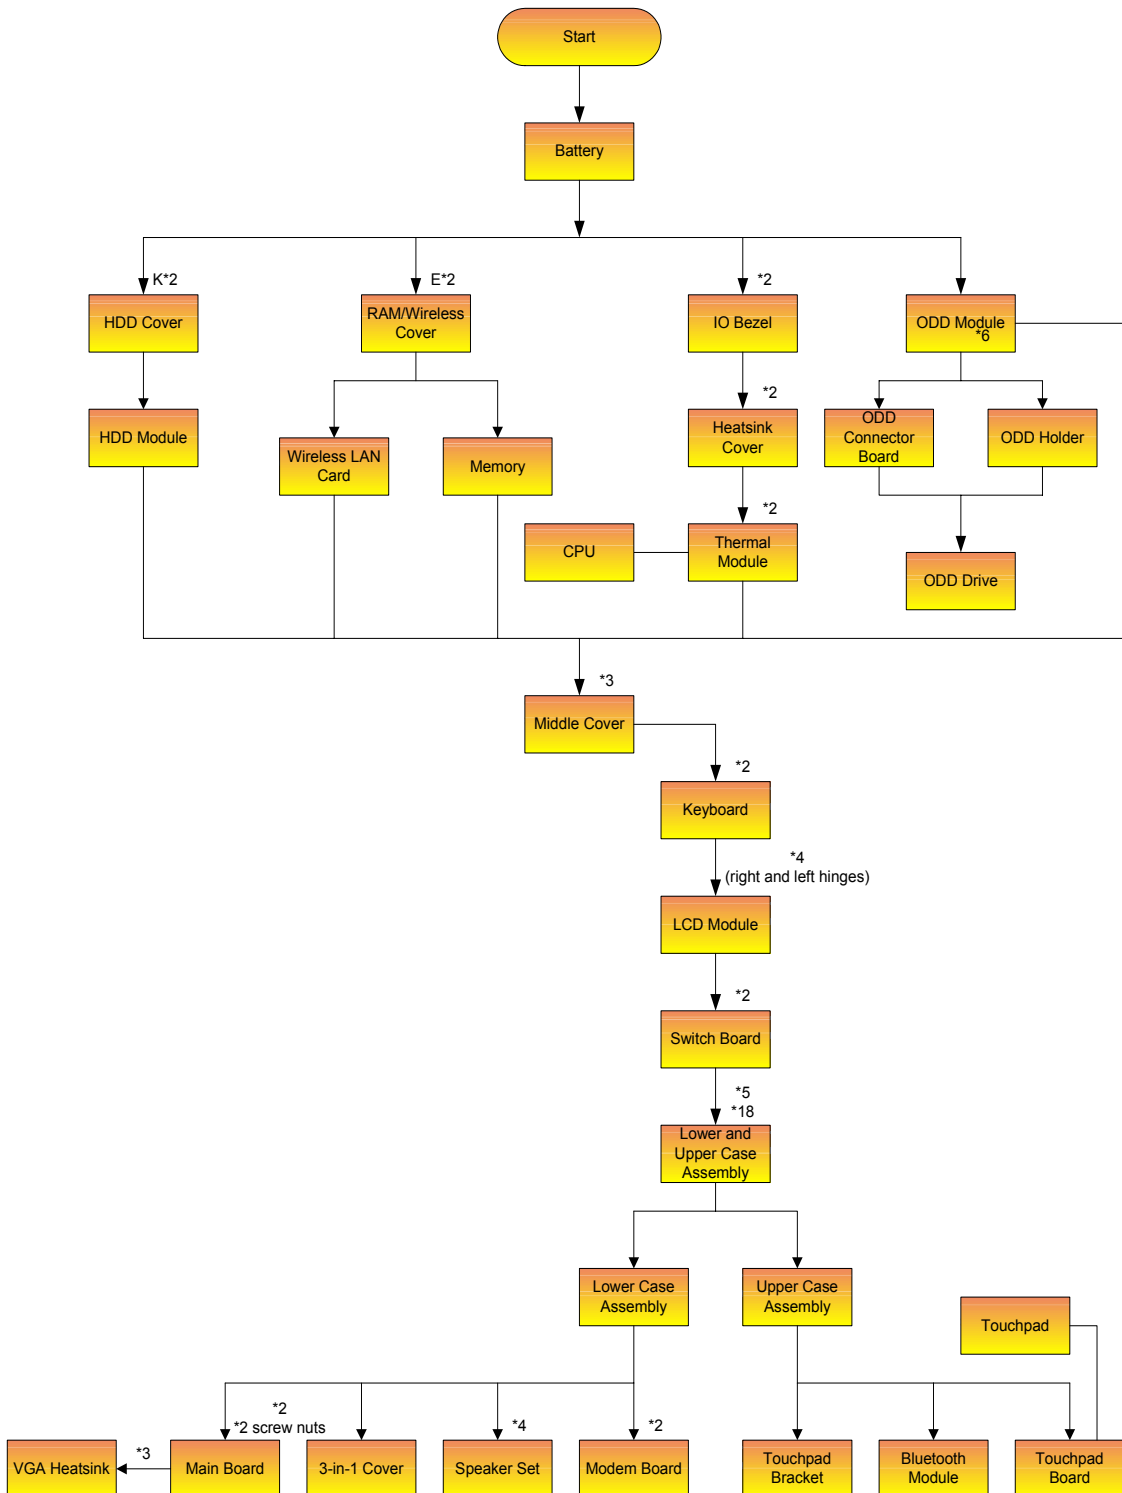 Start
Battery
K*2
E*2
*2
HDD Cover
RAM/Wireless
Cover
IO Bezel
ODD Module
*6
*2
HDD Module
Wireless LAN
Card
Memory
Heatsink
Cover
ODD
Connector
Board
ODD Holder
*2
CPU
Thermal
Module
ODD Drive
*3
Middle Cover
*2
Keyboard
*4
(right and left hinges)
LCD Module
*2
Switch Board
*5
*18
Lower and
Upper Case
Assembly
Lower Case
Assembly
Upper Case
Assembly
Touchpad
*2
*2 screw nuts
*4
*2
*3
VGA Heatsink
Main Board
3-in-1 Cover
Speaker Set
Modem Board
Touchpad
Bracket
Bluetooth
Module
Touchpad
Board